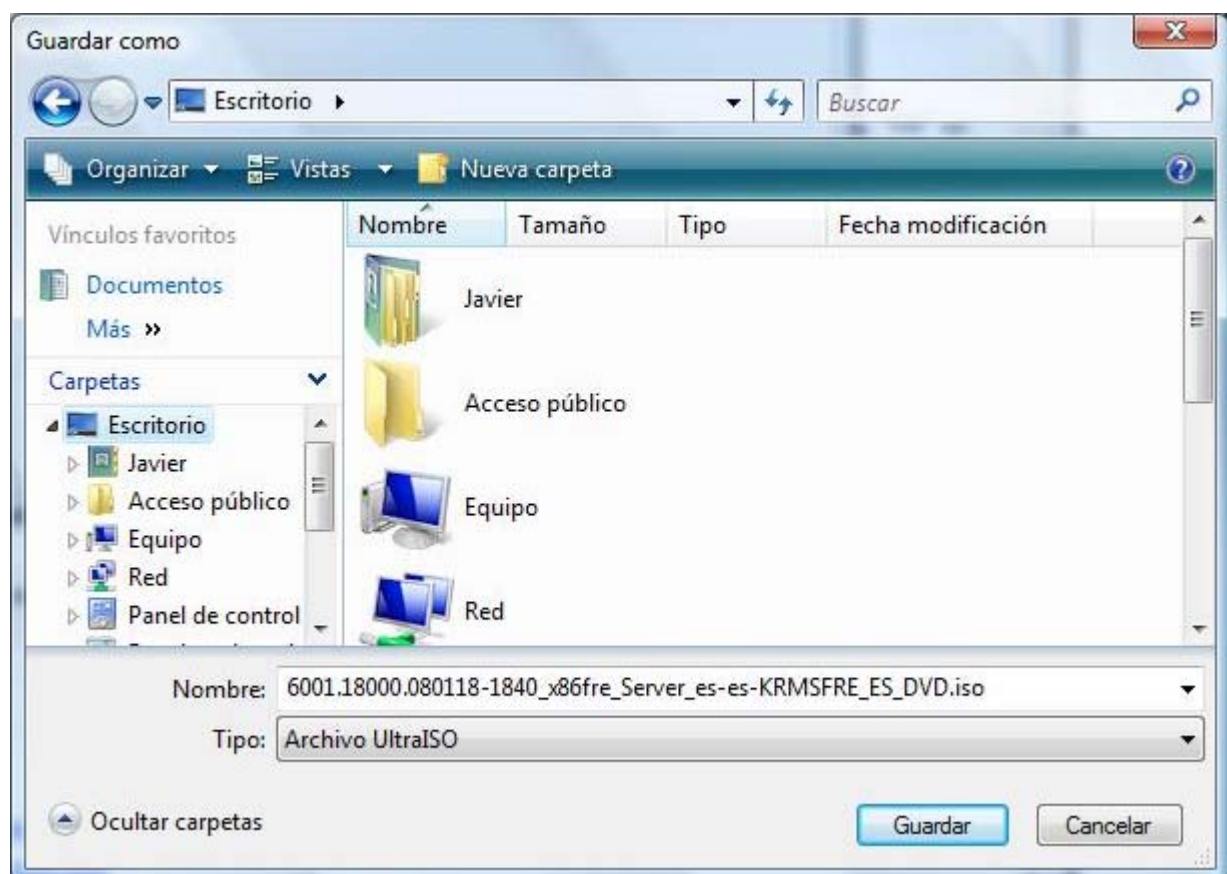 Guardar como
Escritorio
Buscar
Organizar Vistas Nueva carpeta
Vínculos favoritos
Documentos
Más »
Carpetas
Escritorio
Javier
Acceso público
Equipo
Red
Panel de control
Nombre Tamaño Tipo Fecha modificación
Javier
Acceso público
Equipo
Red
Nombre: 6001.18000.080118-1840_x86fre_Server_es-es-KRMSFRE_ES_DVD.iso
Tipo: Archivo UltraISO
Ocultar carpetas
Guardar Cancelar